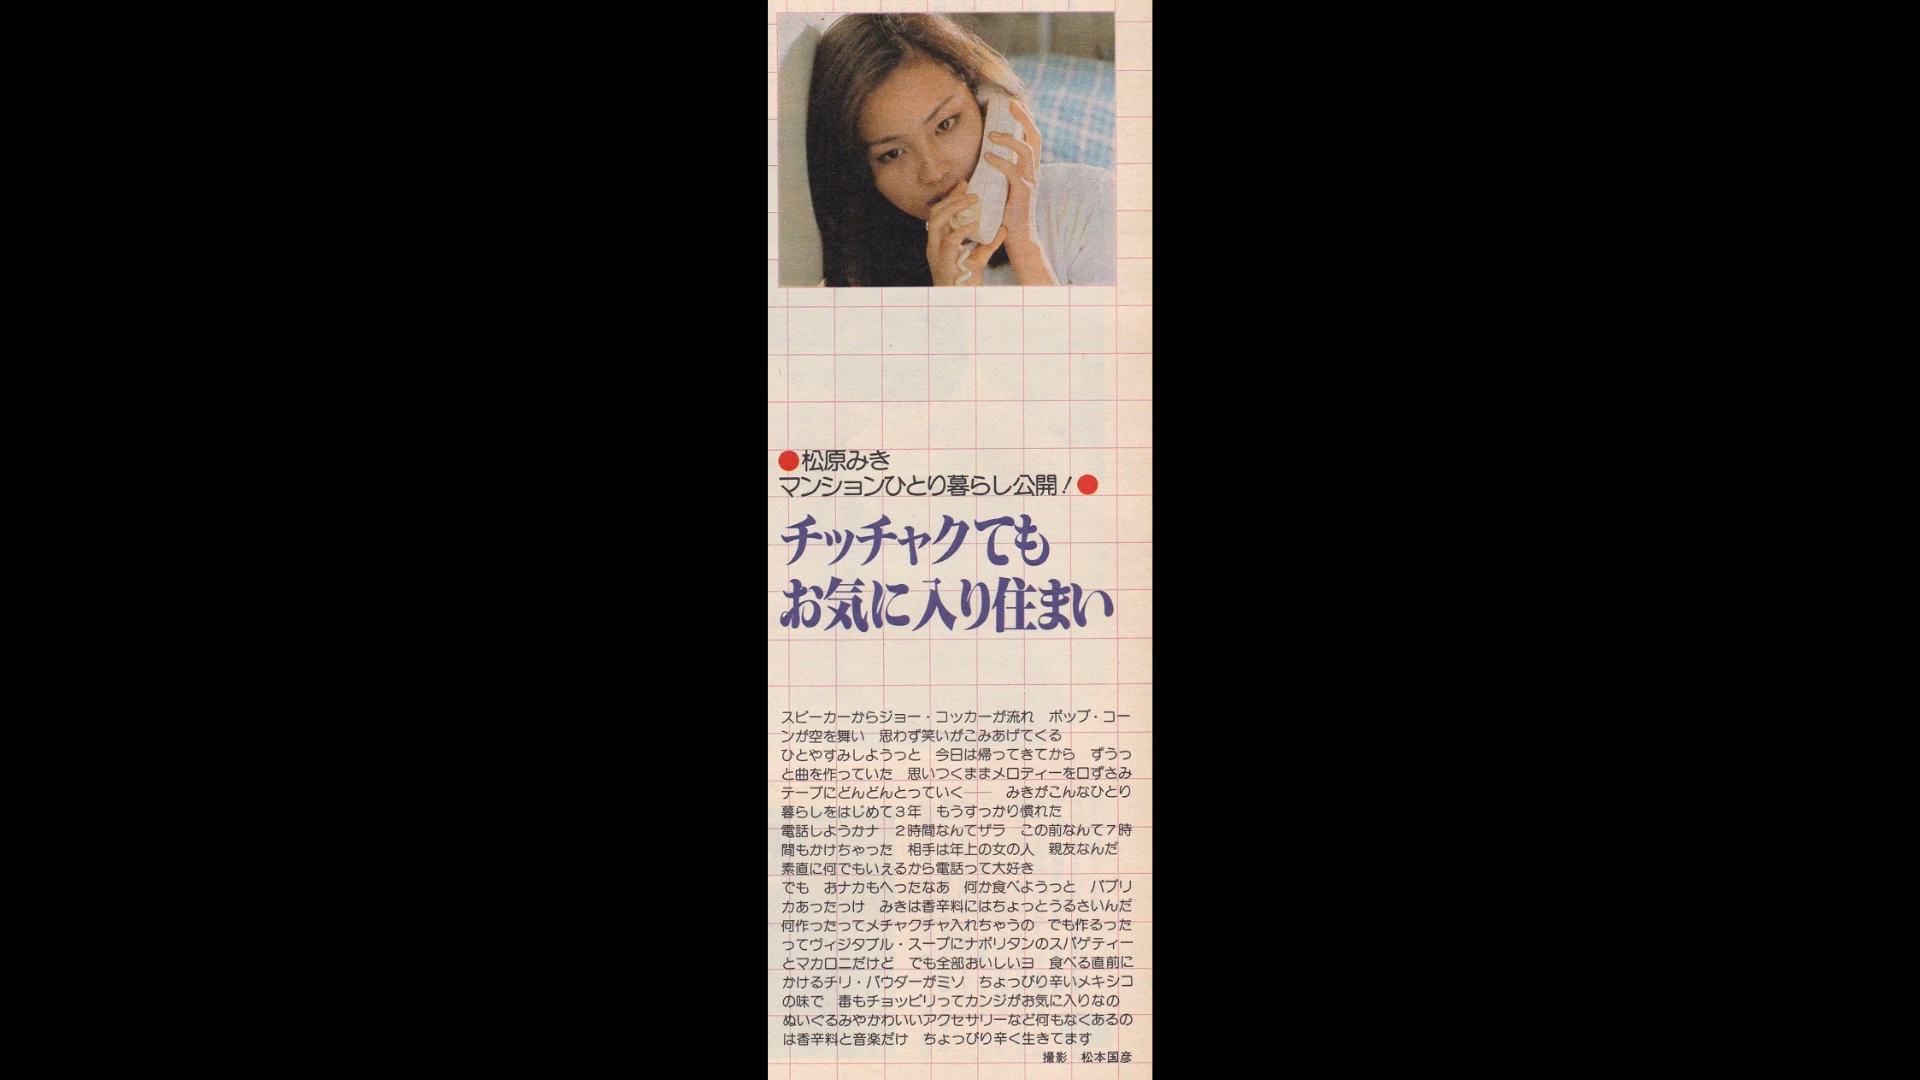 ●松原みき
マンションひとり暮らし公開！●
チッチャクても
お気に入り住まい
スピーカーからジョー・コッカーが流れ　ポップ・コー
ンが空を舞い　思わず笑いがこみあげてくる
ひとやすみしようっと　今日は帰ってきてから　ずうっ
と曲を作っていた　思いつくままメロディーを口ずさみ
テープにどんどんとっていく――　みきがこんなひとり
暮らしをはじめて３年　もうすっかり慣れた
電話しようかナ　２時間なんてザラ　この前なんて７時
間もかけちゃった　相手は年上の女の人　親友なんだ
素直に何でもいえるから電話って大好き
でも　おナカもへったなあ　何か食べようっと　パプリ
カあったっけ　みきは香辛料にはちょっとうるさいんだ
何作ったってメチャクチャ入れちゃうの　でも作るった
ってヴィジタブル・スープにナポリタンのスパゲティー
とマカロニだけど　でも全部おいしいヨ　食べる直前に
かけるチリ・パウダーがミソ　ちょっぴり辛いメキシコ
の味で　毒もチョッピリってカンジがお気に入りなの
ぬいぐるみやかわいいアクセサリーなど何もなくあるの
は香辛料と音楽だけ　ちょっぴり辛く生きてます
撮影　松本国彦